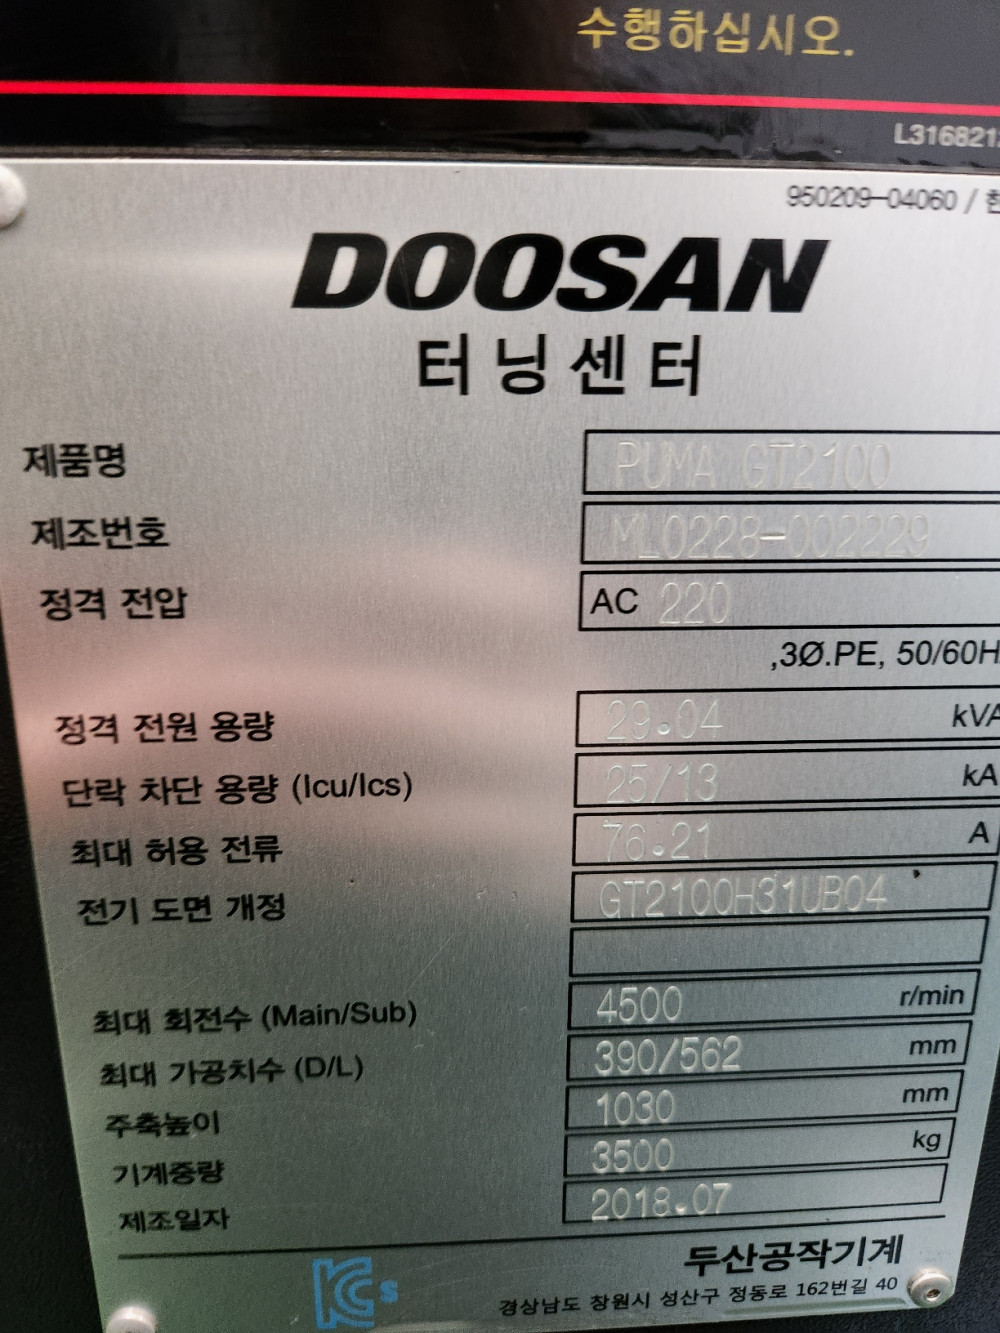 수행하십시오.
L316821
950209-04060 / 한
DOOSAN
터닝센터
제품명 PUMA GT2100
제조번호 ML0228-002229
정격 전압 AC 220
,3Ø.PE, 50/60H
정격 전원 용량 29.04 kVA
단락 차단 용량 (Icu/Ics) 25/13 kA
최대 허용 전류 76.21 A
전기 도면 개정 GT2100H31UB04
최대 회전수 (Main/Sub) 4500 r/min
최대 가공치수 (D/L) 390/562 mm
주축높이 1030 mm
기계중량 3500 kg
제조일자 2018.07
두산공작기계
KC s
경상남도 창원시 성산구 정동로 162번길 40